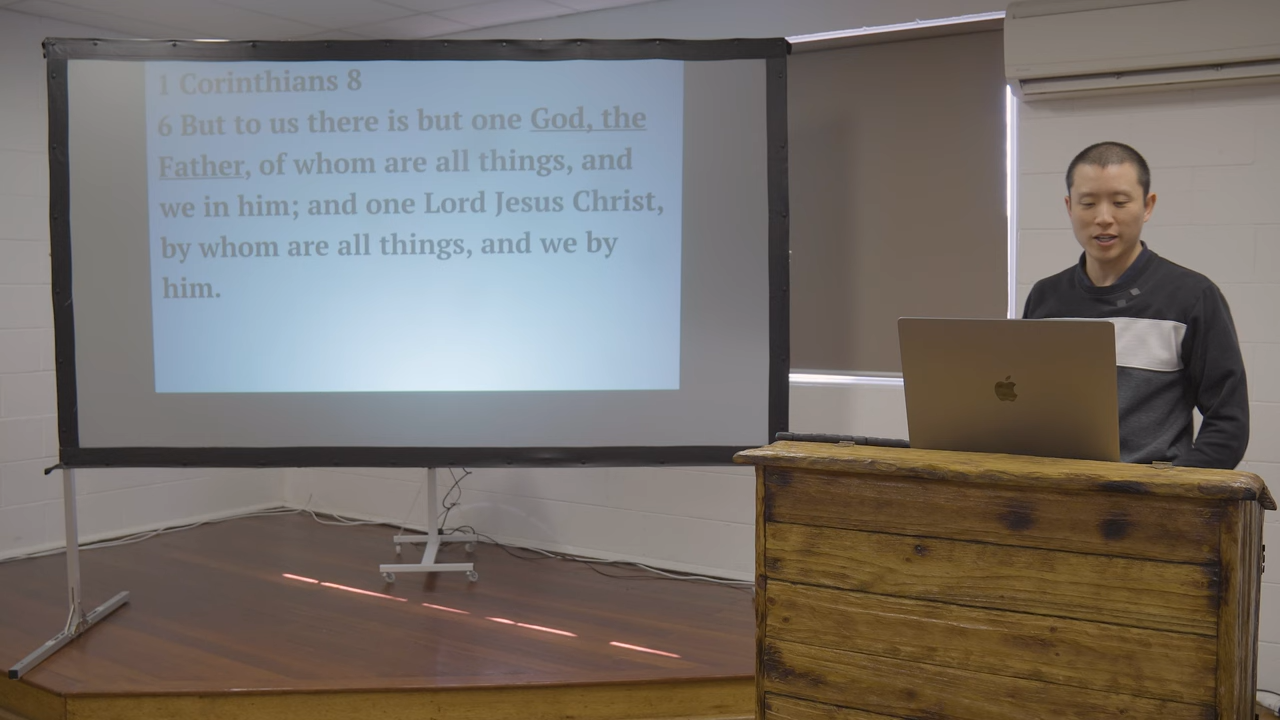 1 Corinthians 8
6 But to us there is but one God, the
Father, of whom are all things, and
we in him; and one Lord Jesus Christ,
by whom are all things, and we by
him.